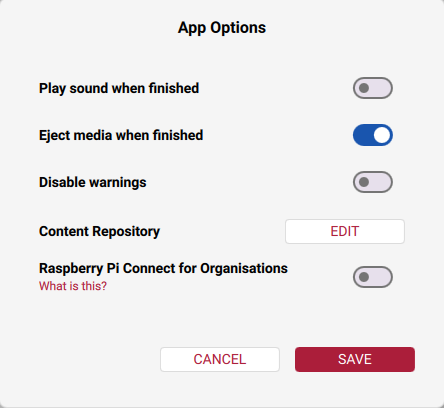 App Options
Play sound when finished
Eject media when finished
Disable warnings
Content Repository
EDIT
Raspberry Pi Connect for Organisations
What is this?
CANCEL
SAVE